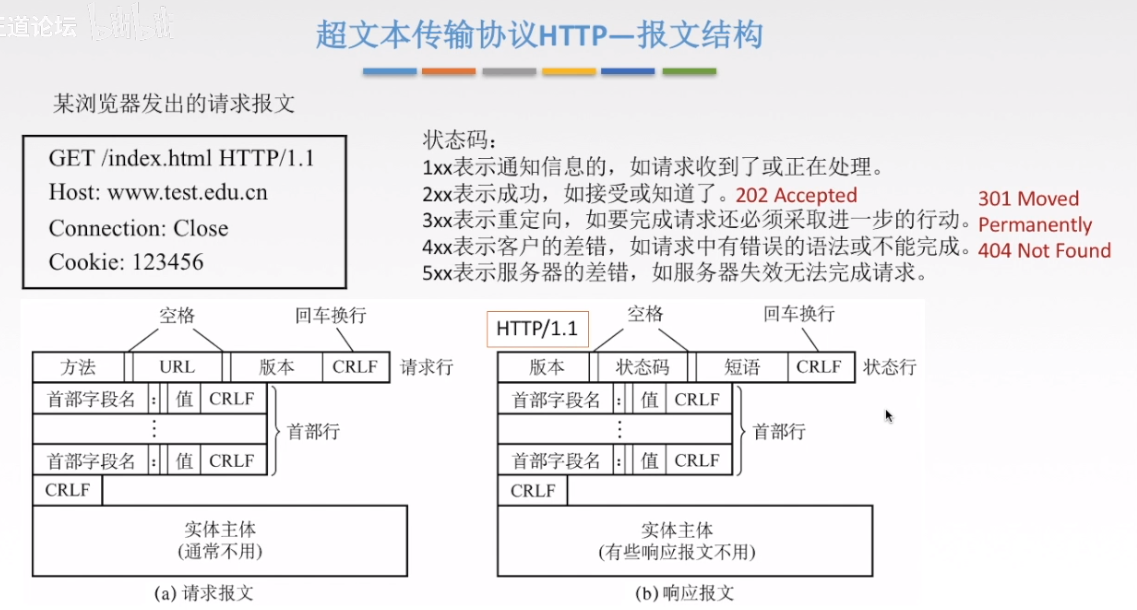 王道论坛 bilibili
超文本传输协议HTTP—报文结构
某浏览器发出的请求报文
GET /index.html HTTP/1.1
Host: www.test.edu.cn
Connection: Close
Cookie: 123456
状态码：
1xx表示通知信息的，如请求收到了或正在处理。
2xx表示成功，如接受或知道了。202 Accepted
3xx表示重定向，如要完成请求还必须采取进一步的行动。301 Moved Permanently
4xx表示客户的差错，如请求中有错误的语法或不能完成。404 Not Found
5xx表示服务器的差错，如服务器失效无法完成请求。
空格 回车换行
方法 URL 版本 CRLF 请求行
首部字段名 : 值 CRLF
⋮ 首部行
首部字段名 : 值 CRLF
CRLF
实体主体
(通常不用)
(a) 请求报文
HTTP/1.1 空格 回车换行
版本 状态码 短语 CRLF 状态行
首部字段名 : 值 CRLF
⋮ 首部行
首部字段名 : 值 CRLF
CRLF
实体主体
(有些响应报文不用)
(b) 响应报文